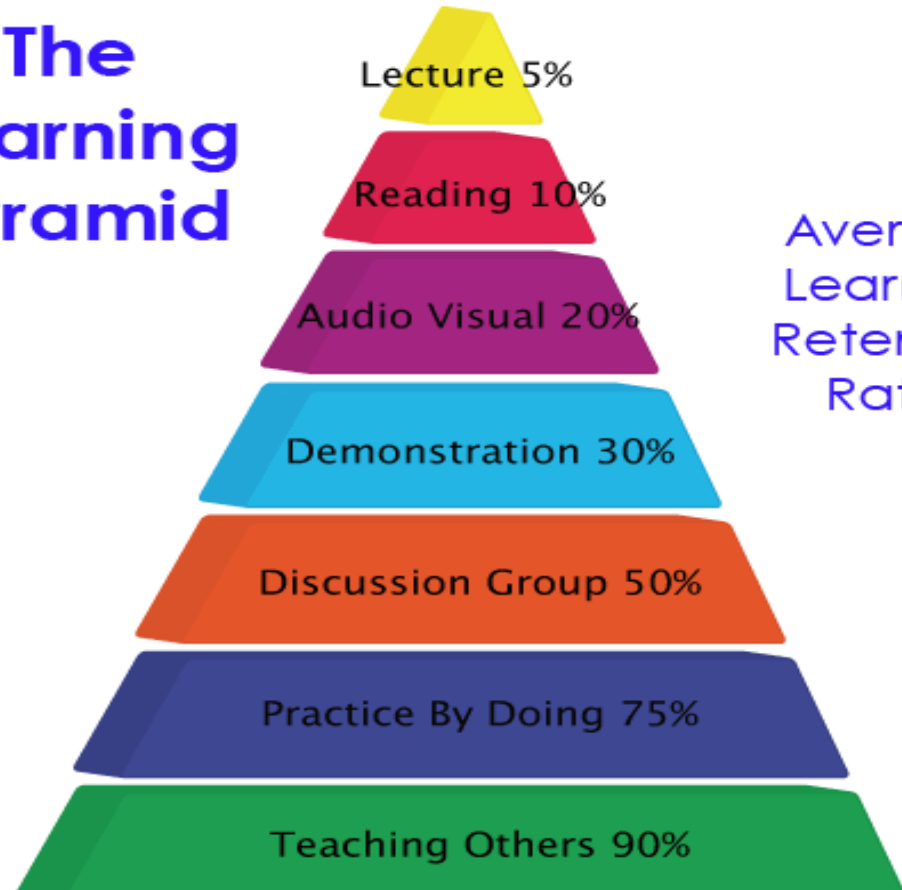 The
arning
ramid
Lecture 5%
Reading 10%
Aver
Lear
Reter
Rat
Audio Visual 20%
Demonstration 30%
Discussion Group 50%
Practice By Doing 75%
Teaching Others 90%